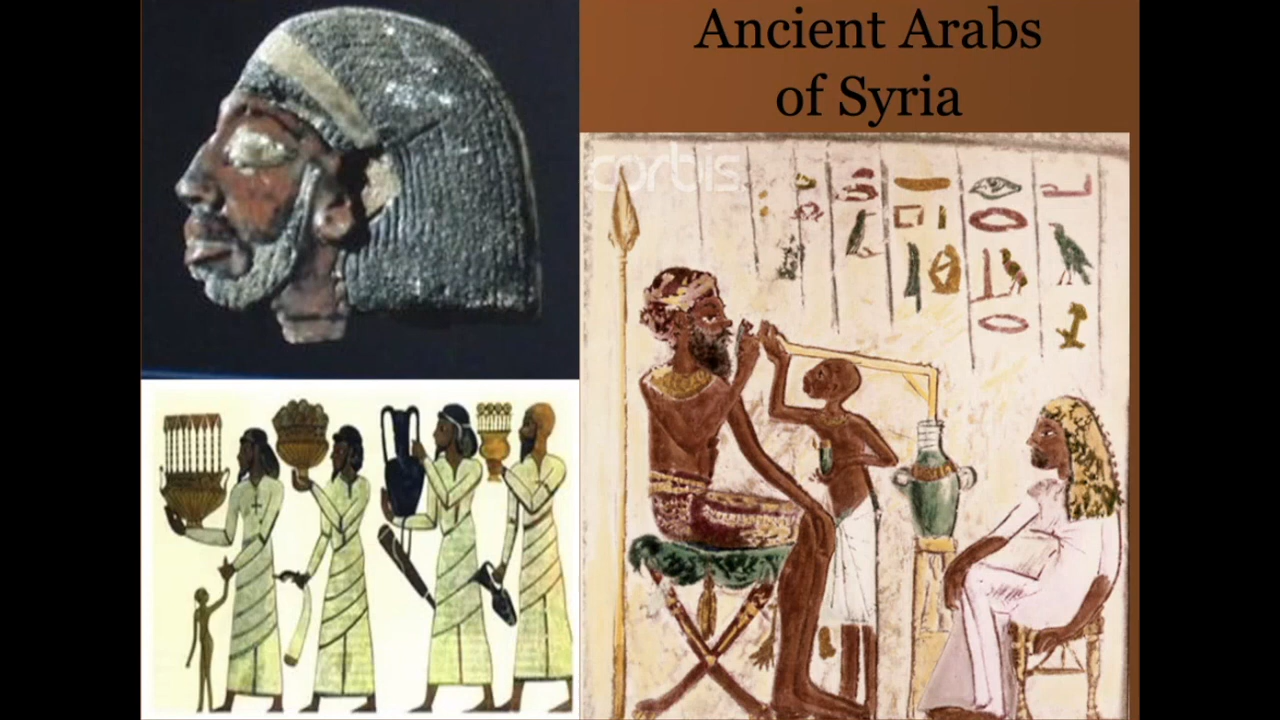 Ancient Arabs
of Syria
corbis